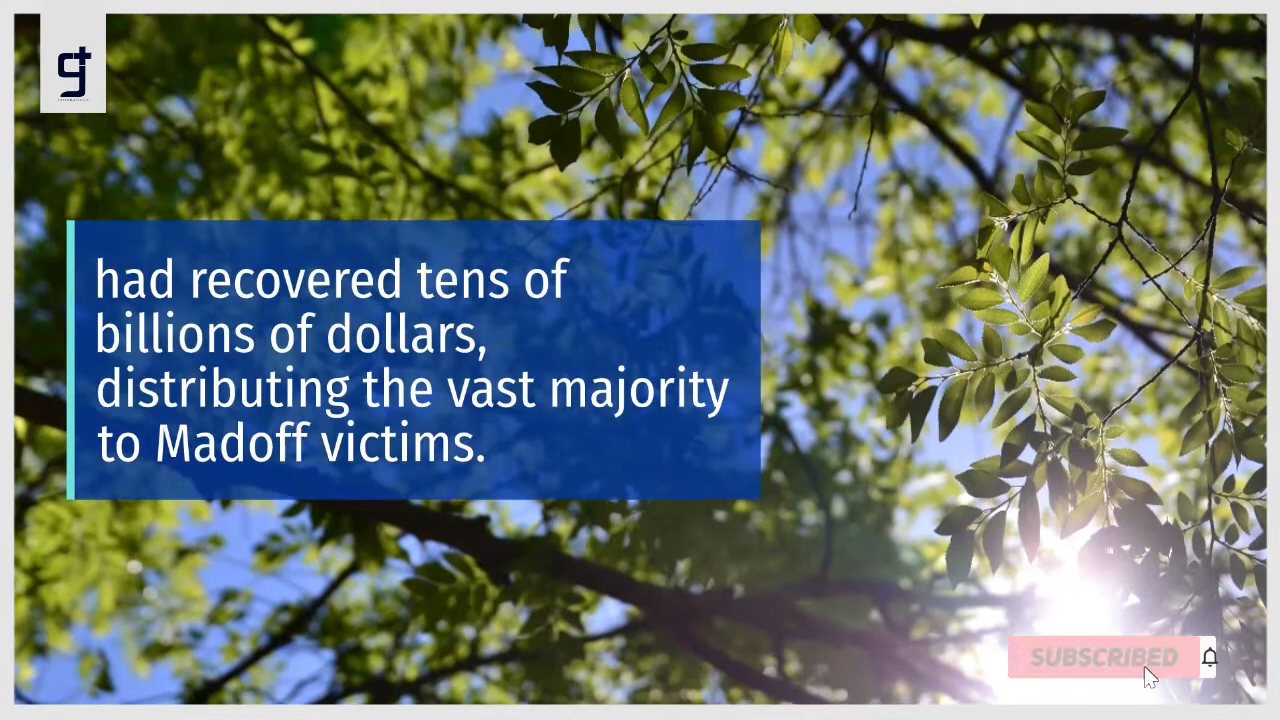 had recovered tens of
billions of dollars,
distributing the vast majority
to Madoff victims.
SUBSCRIBED